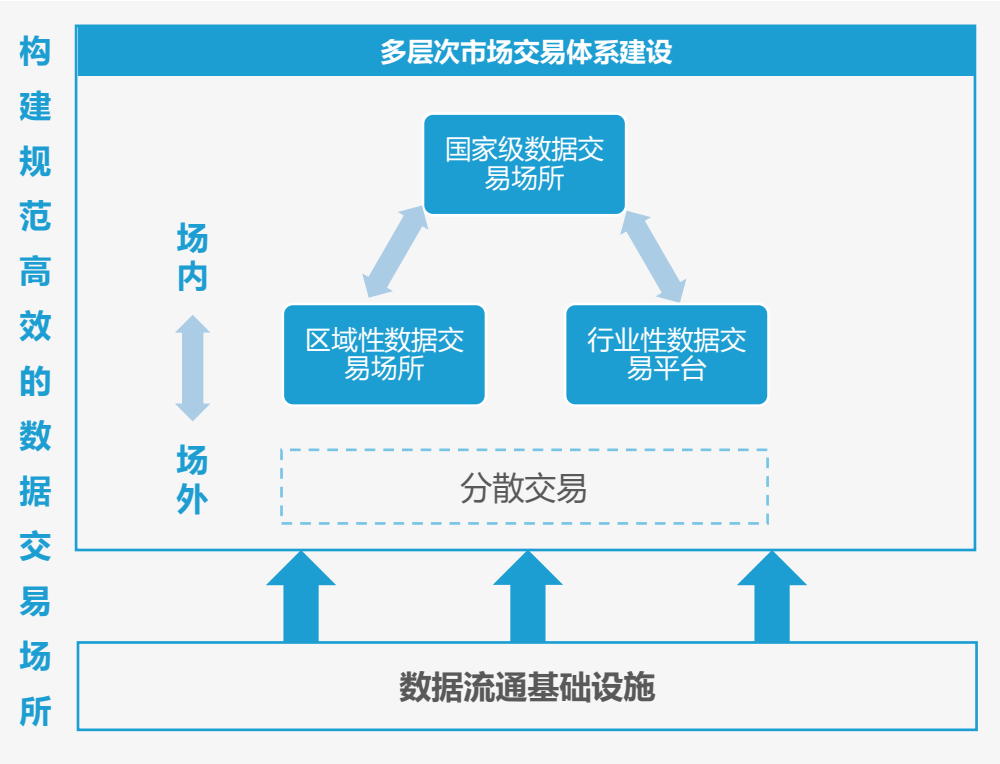 构建规范高效的数据交易场所
多层次市场交易体系建设
国家级数据交
易场所
场内
区域性数据交
易场所
行业性数据交
易平台
场外
分散交易
数据流通基础设施